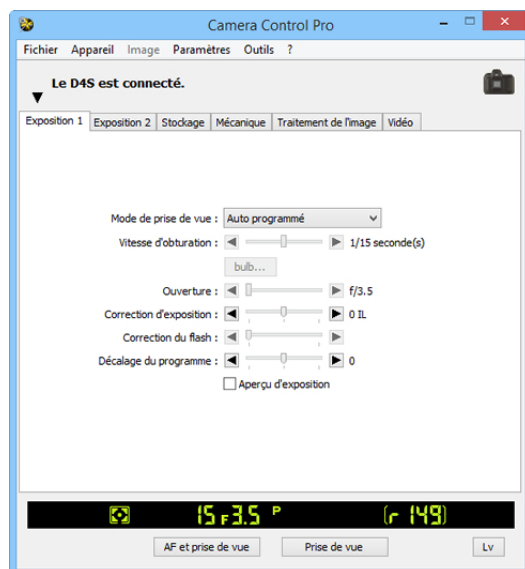 Camera Control Pro
Fichier Appareil Image Paramètres Outils ?
Le D4S est connecté.
Exposition 1 Exposition 2 Stockage Mécanique Traitement de l'image Vidéo
Mode de prise de vue : Auto programmé
Vitesse d'obturation : 1/15 seconde(s)
bulb...
Ouverture : f/3.5
Correction d'exposition : 0 IL
Correction du flash :
Décalage du programme : 0
Aperçu d'exposition
15 F3.5 P (r 149)
AF et prise de vue Prise de vue Lv